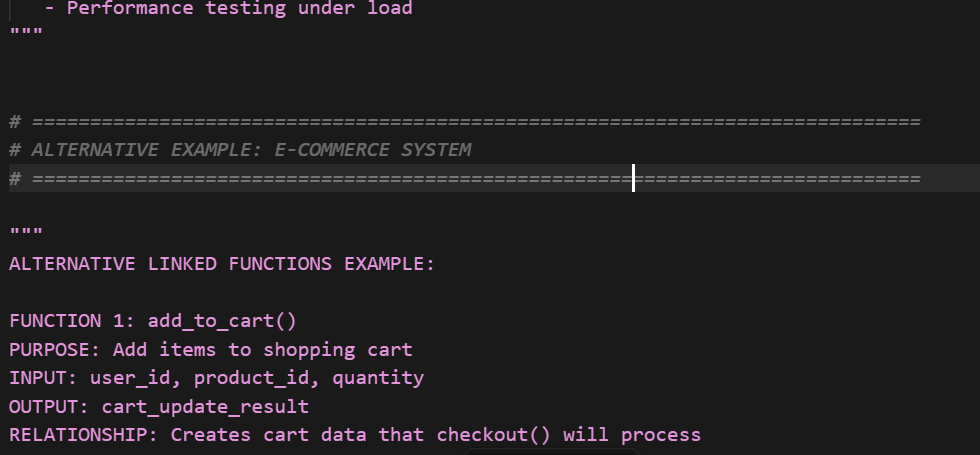 - Performance testing under load
"""
# =============================================================================
# ALTERNATIVE EXAMPLE: E-COMMERCE SYSTEM
# =============================================================================
"""
ALTERNATIVE LINKED FUNCTIONS EXAMPLE:
FUNCTION 1: add_to_cart()
PURPOSE: Add items to shopping cart
INPUT: user_id, product_id, quantity
OUTPUT: cart_update_result
RELATIONSHIP: Creates cart data that checkout() will process